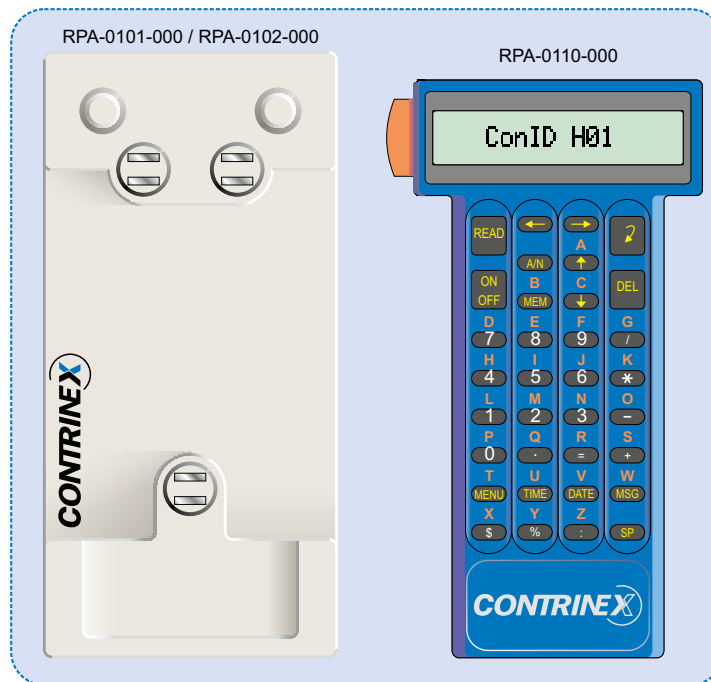 RPA-0101-000 / RPA-0102-000
CONTRINEX
RPA-0110-000
ConID H01
READ ← →
A
A/N ↑
ON
OFF
B C
MEM ↓ DEL
D E F G
7 8 9 /
H I J K
4 5 6 *
L M N O
1 2 3 –
P Q R S
0 . = +
T U V W
MENU TIME DATE MSG
X Y Z
$ % : SP
CONTRINEX